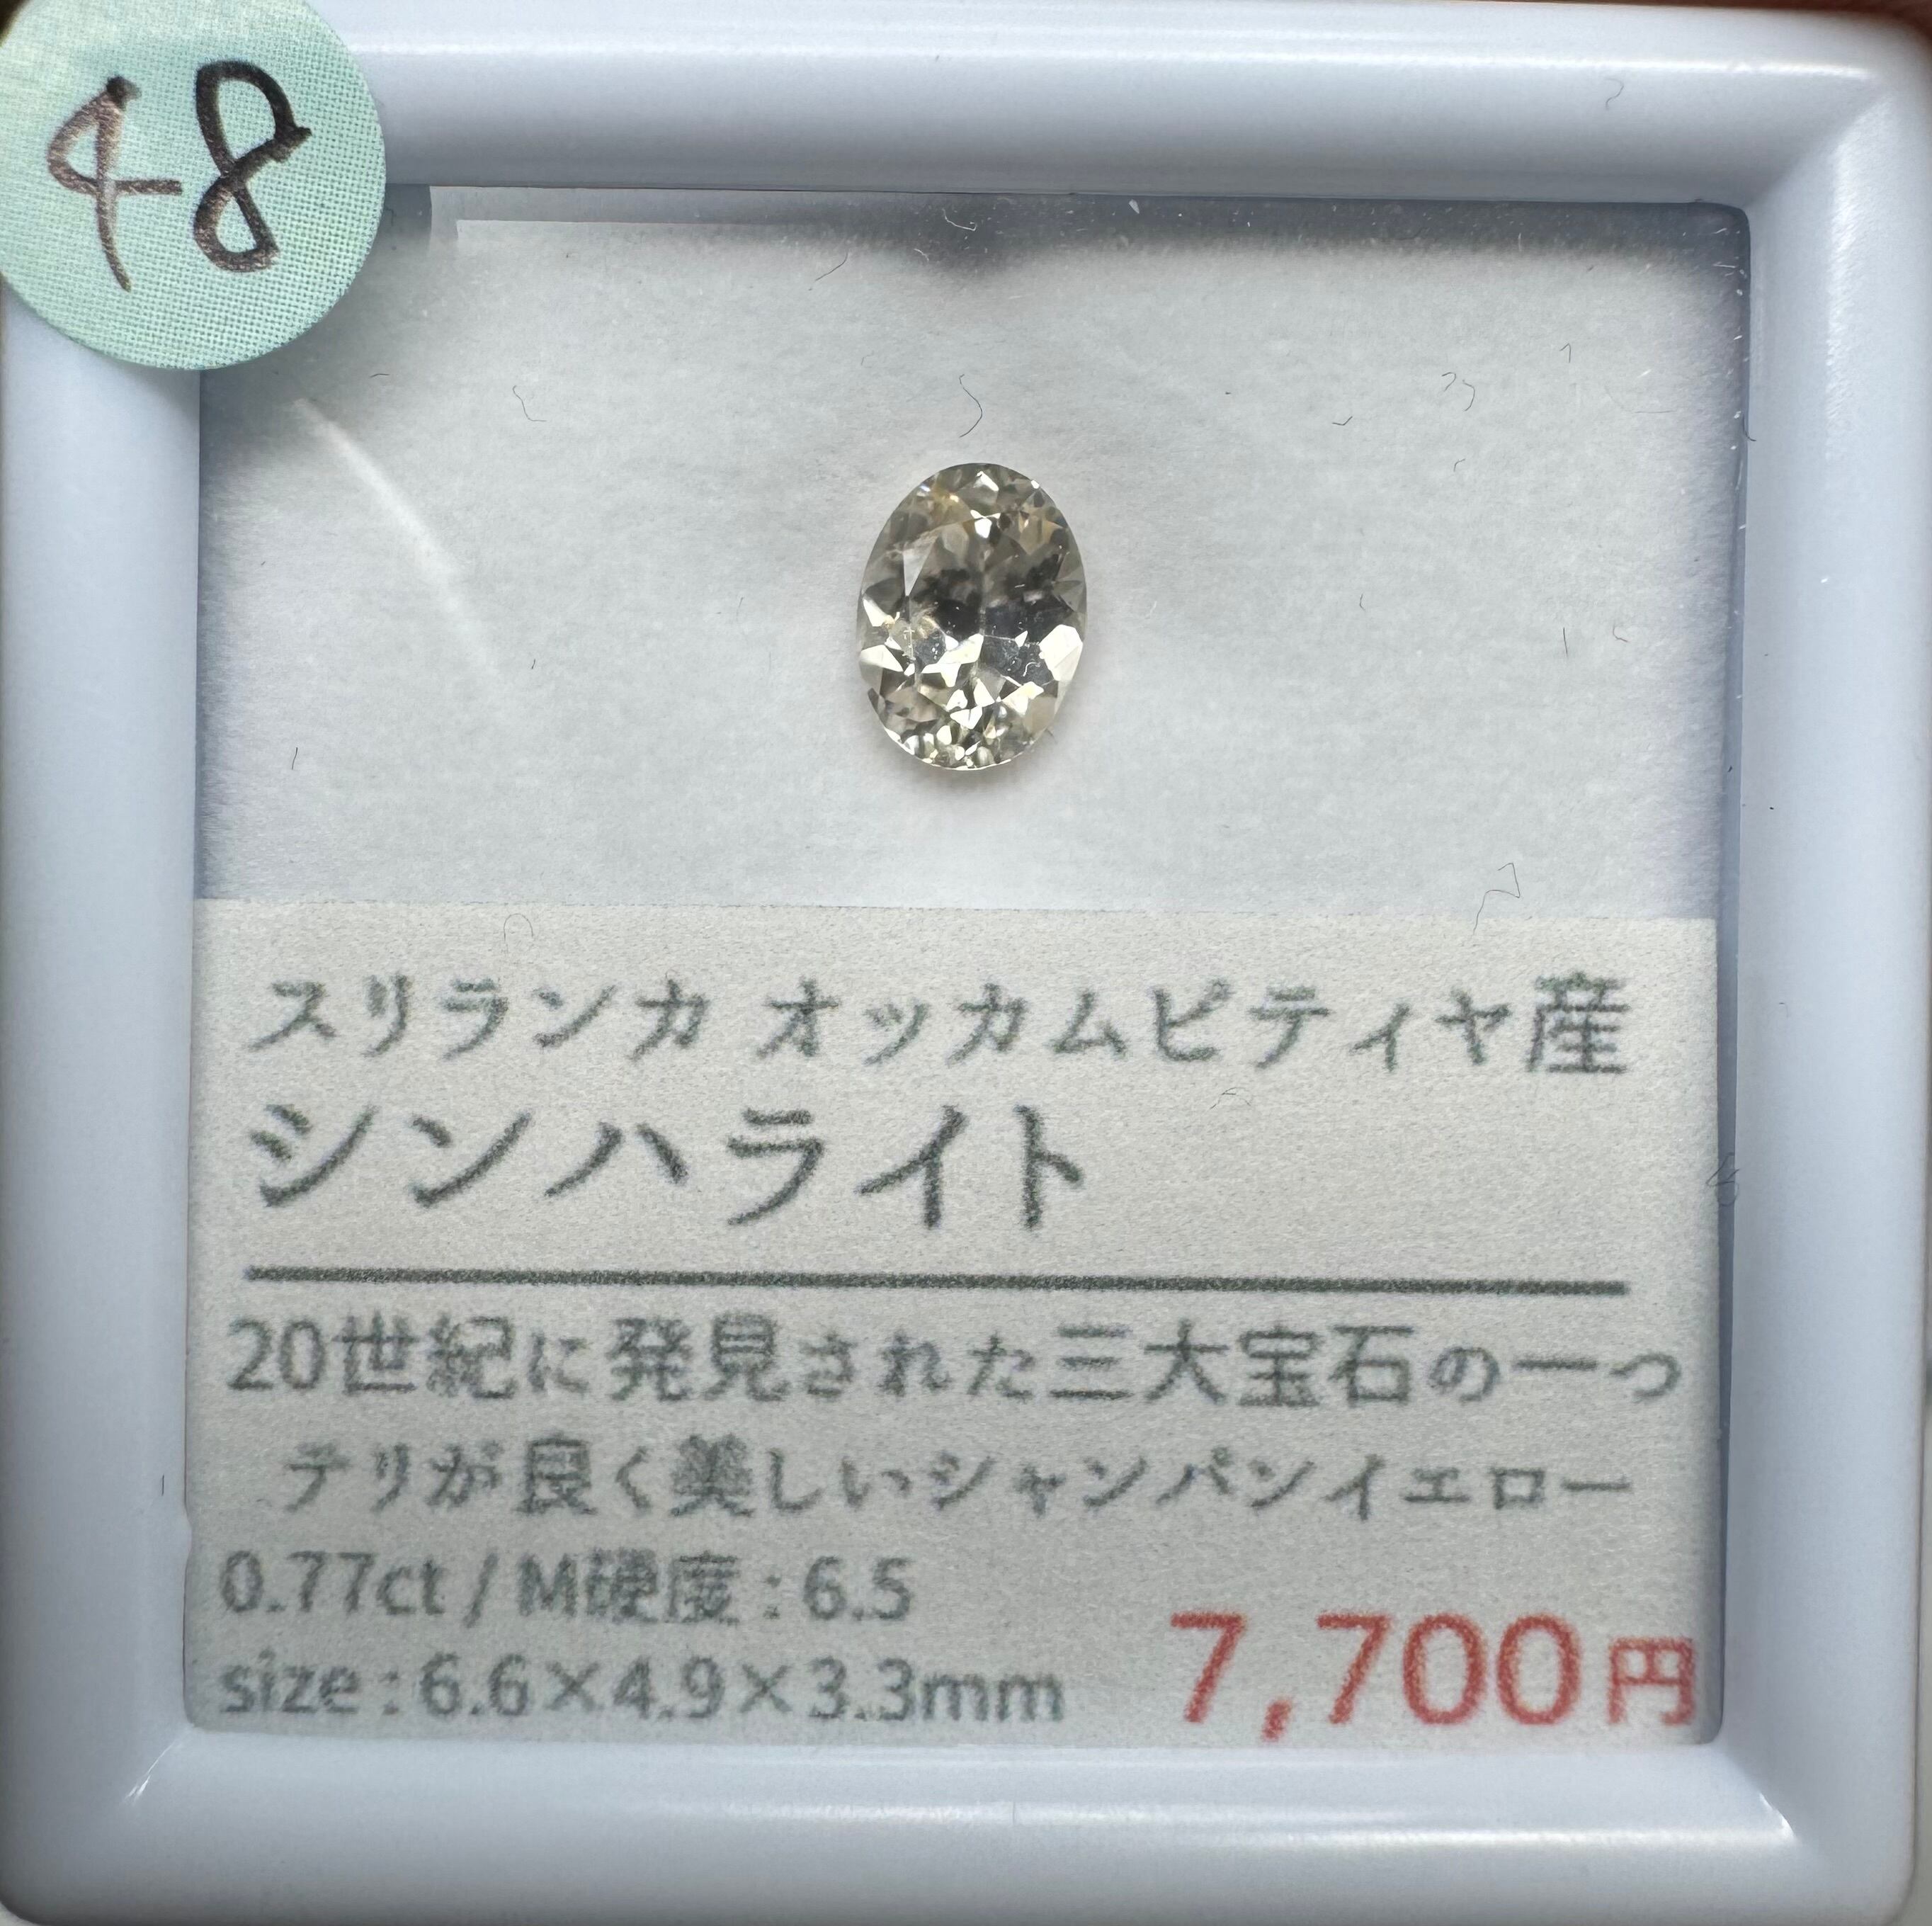 48
スリランカ オッカムピティヤ産
シンハライト
20世紀に発見された三大宝石の一つ
テリが良く美しいシャンパンイエロー
0.77ct / M硬度 : 6.5
size : 6.6×4.9×3.3mm
7,700円